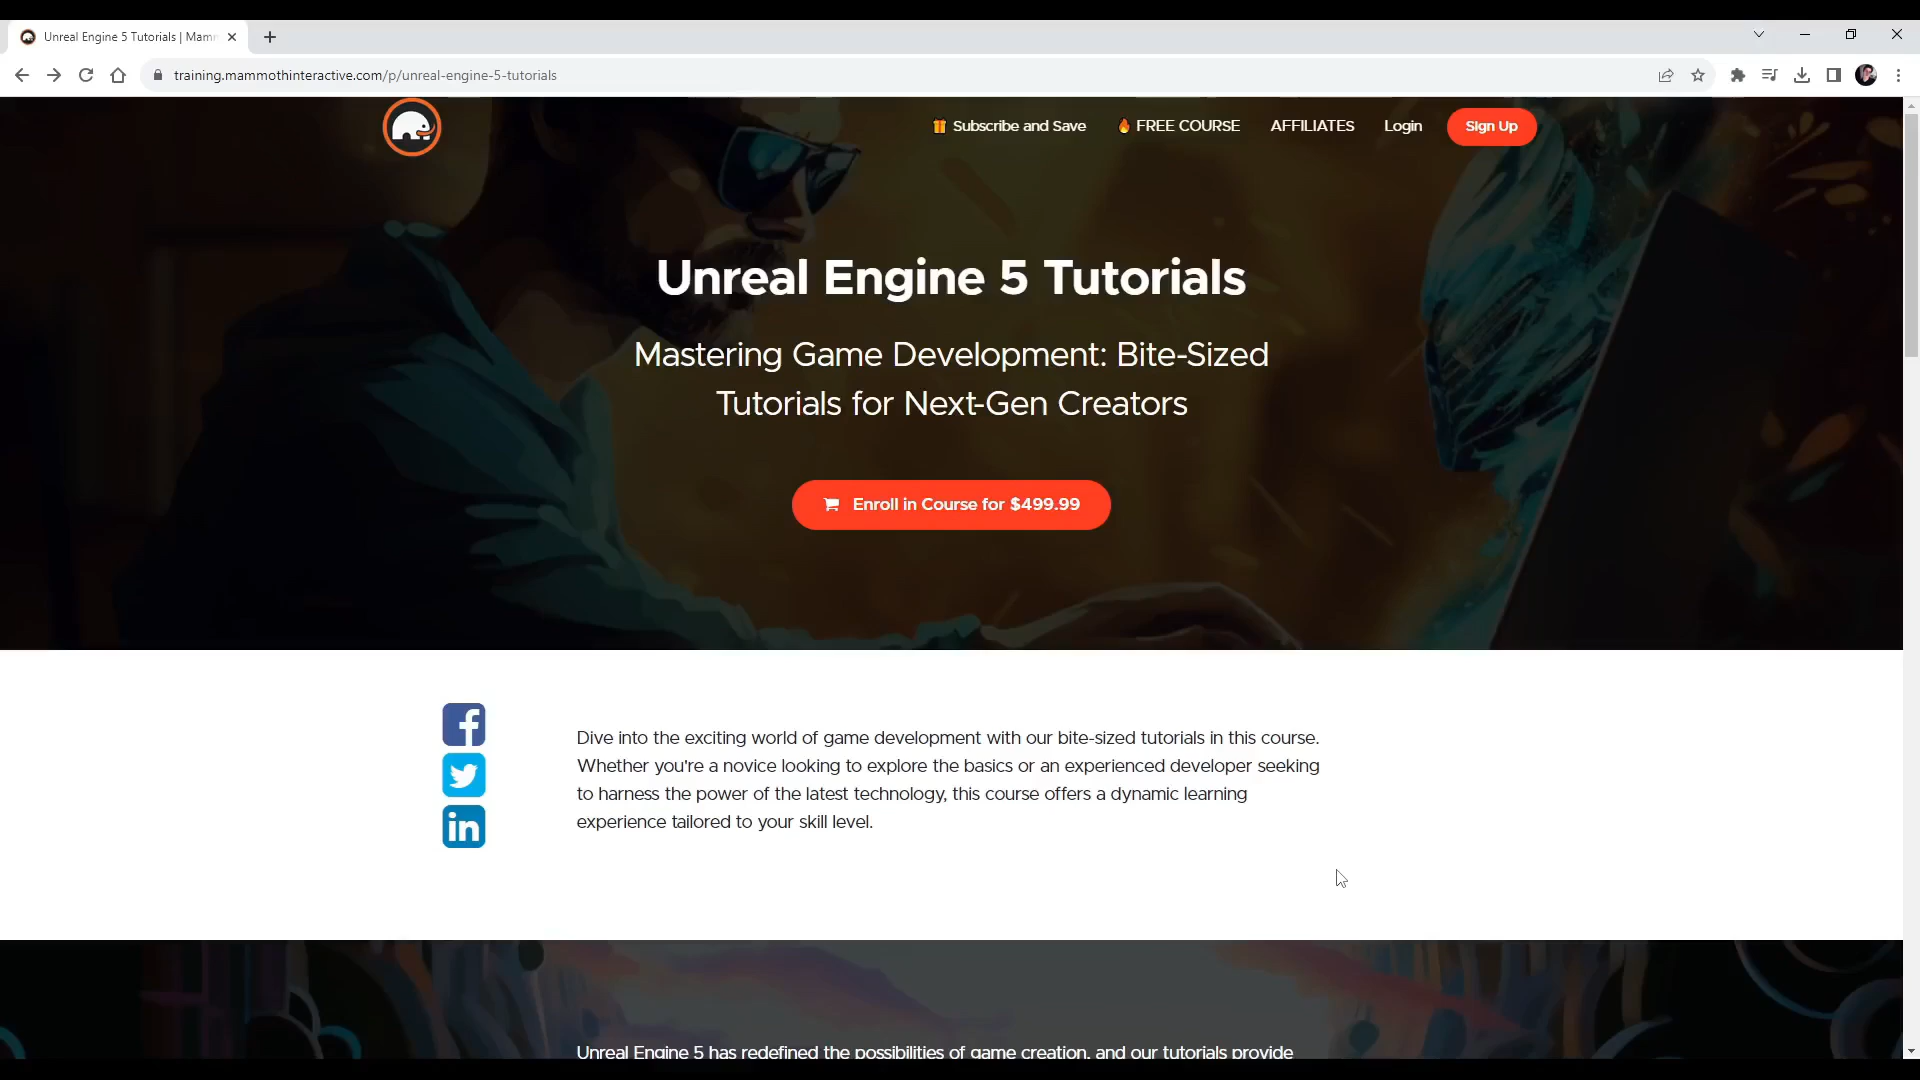 Unreal Engine 5 Tutorials | Mam
training.mammothinteractive.com/p/unreal-engine-5-tutorials
Subscribe and Save
FREE COURSE
AFFILIATES
Login
Sign Up
Unreal Engine 5 Tutorials
Mastering Game Development: Bite-Sized
Tutorials for Next-Gen Creators
Enroll in Course for $499.99
Dive into the exciting world of game development with our bite-sized tutorials in this course.
Whether you're a novice looking to explore the basics or an experienced developer seeking
to harness the power of the latest technology, this course offers a dynamic learning
experience tailored to your skill level.
Unreal Engine 5 has redefined the possibilities of game creation, and our tutorials provide